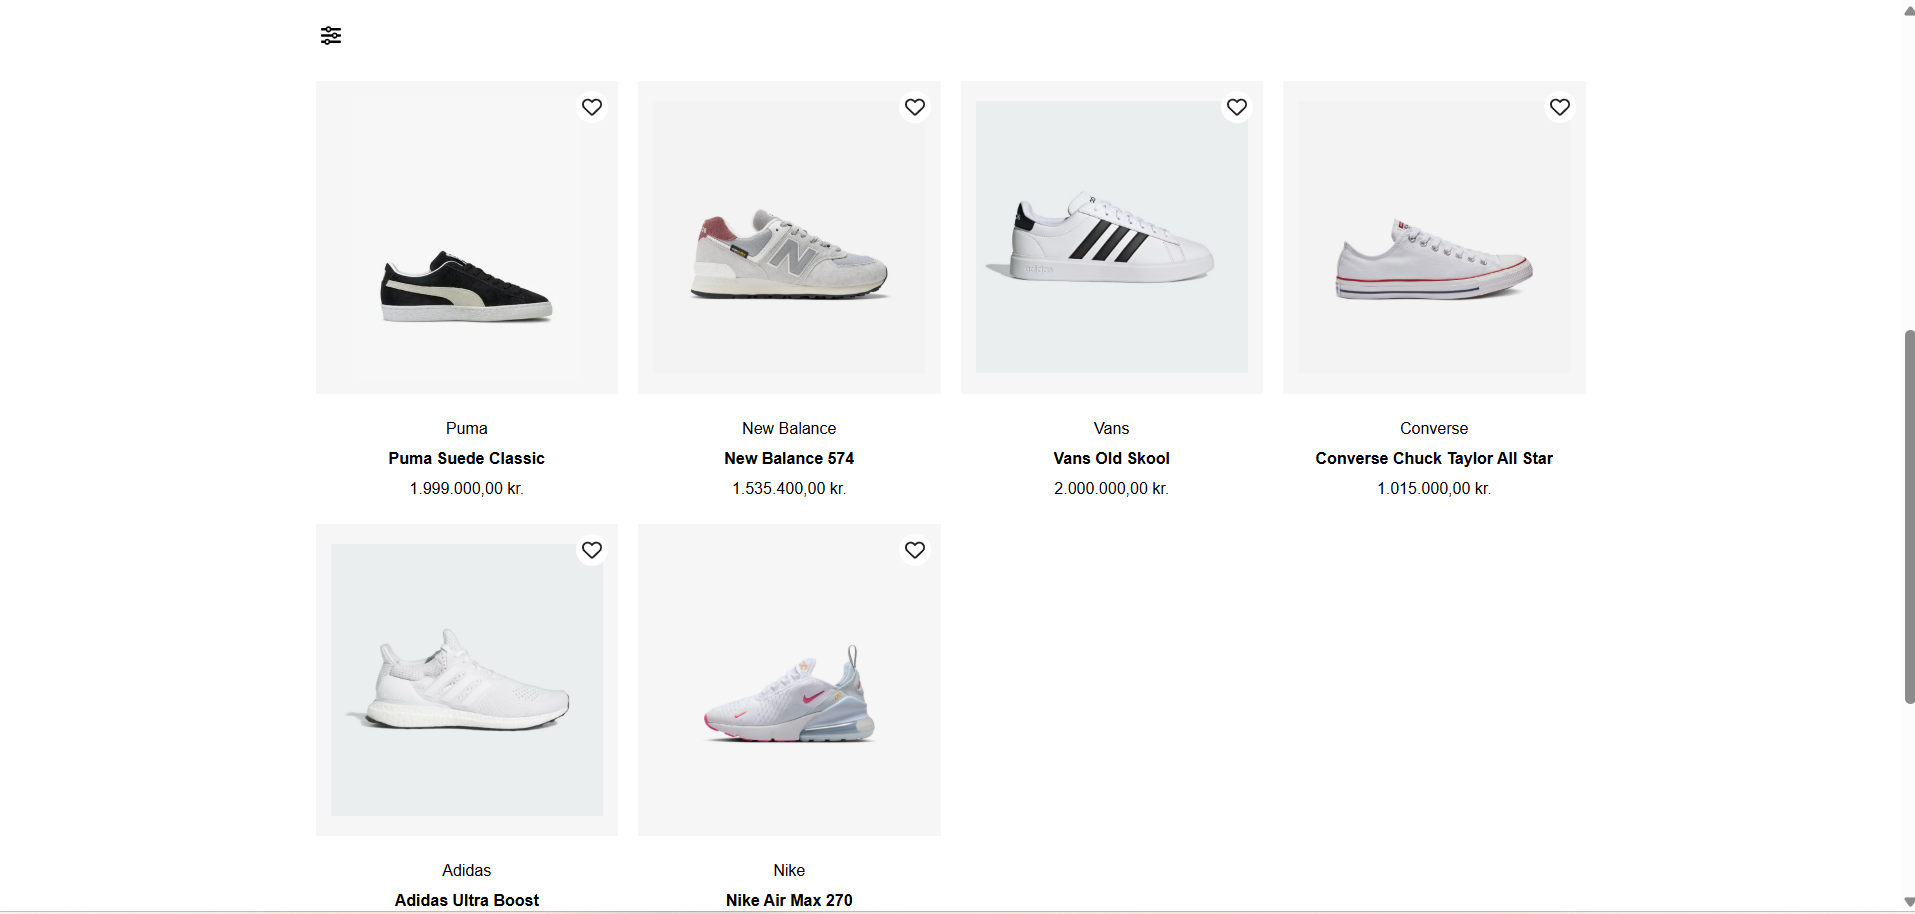 Puma
Puma Suede Classic
1.999.000,00 kr.
New Balance
New Balance 574
1.535.400,00 kr.
adidas
Vans
Vans Old Skool
2.000.000,00 kr.
Converse
Converse Chuck Taylor All Star
1.015.000,00 kr.
Adidas
Adidas Ultra Boost
Nike
Nike Air Max 270